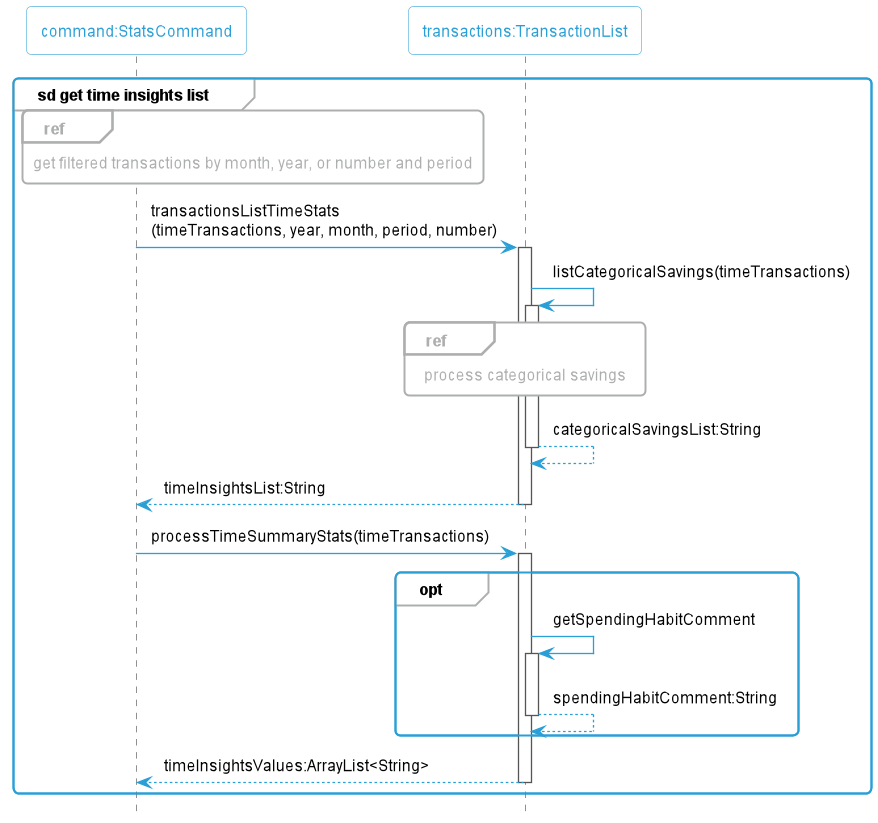 command:StatsCommand
transactions:TransactionList
sd get time insights list
ref
get filtered transactions by month, year, or number and period
transactionsListTimeStats
(timeTransactions, year, month, period, number)
listCategoricalSavings(timeTransactions)
ref
process categorical savings
categoricalSavingsList:String
timeInsightsList:String
processTimeSummaryStats(timeTransactions)
opt
getSpendingHabitComment
spendingHabitComment:String
timeInsightsValues:ArrayList<String>